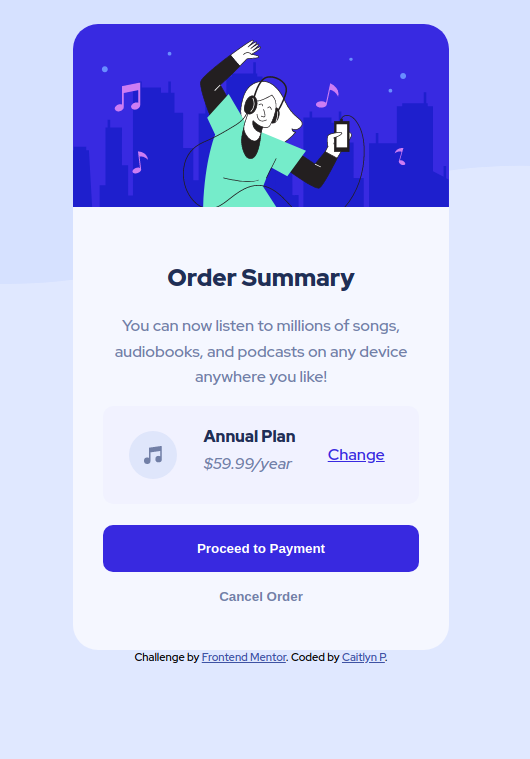 Order Summary
You can now listen to millions of songs,
audiobooks, and podcasts on any device
anywhere you like!
Annual Plan
$59.99/year
Change
Proceed to Payment
Cancel Order
Challenge by Frontend Mentor. Coded by Caitlyn P.